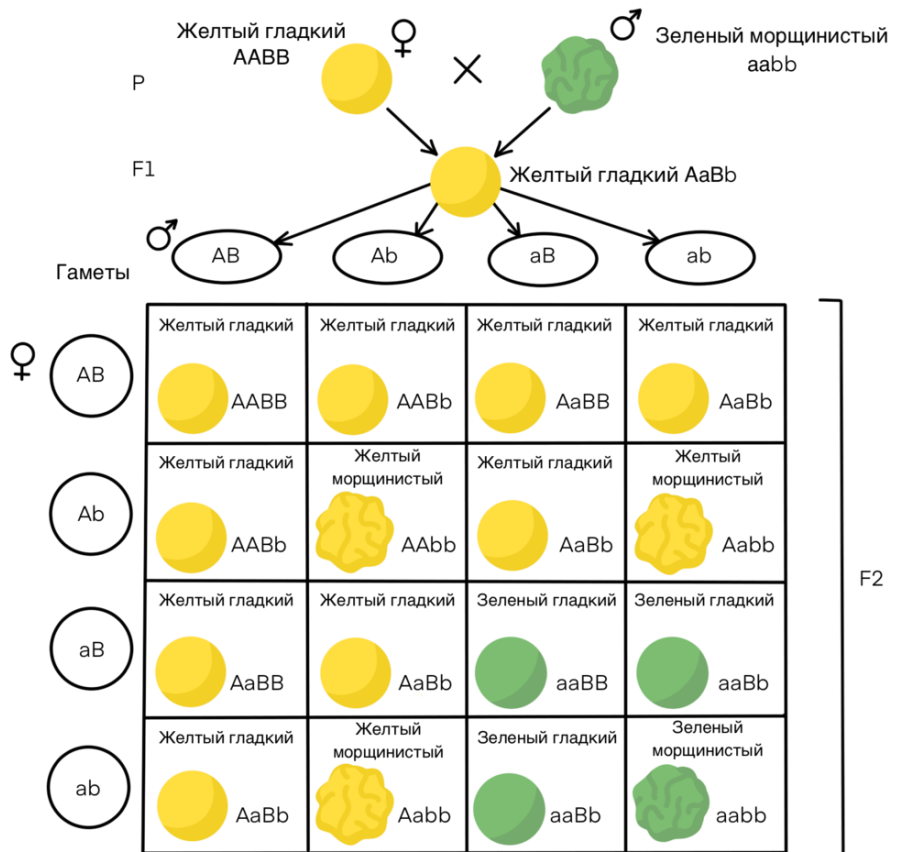 Желтый гладкий
AABB
Зеленый морщинистый
aabb
P
F1
Желтый гладкий AaBb
Гаметы
AB
Ab
aB
ab
AB
Желтый гладкий
AABB
Желтый гладкий
AABb
Желтый гладкий
AaBB
Желтый гладкий
AaBb
Ab
Желтый гладкий
AABb
Желтый
морщинистый
AAbb
Желтый гладкий
AaBb
Желтый
морщинистый
Aabb
F2
aB
Желтый гладкий
AaBB
Желтый гладкий
AaBb
Зеленый гладкий
aaBB
Зеленый гладкий
aaBb
ab
Желтый гладкий
AaBb
Желтый
морщинистый
Aabb
Зеленый гладкий
aaBb
Зеленый
морщинистый
aabb